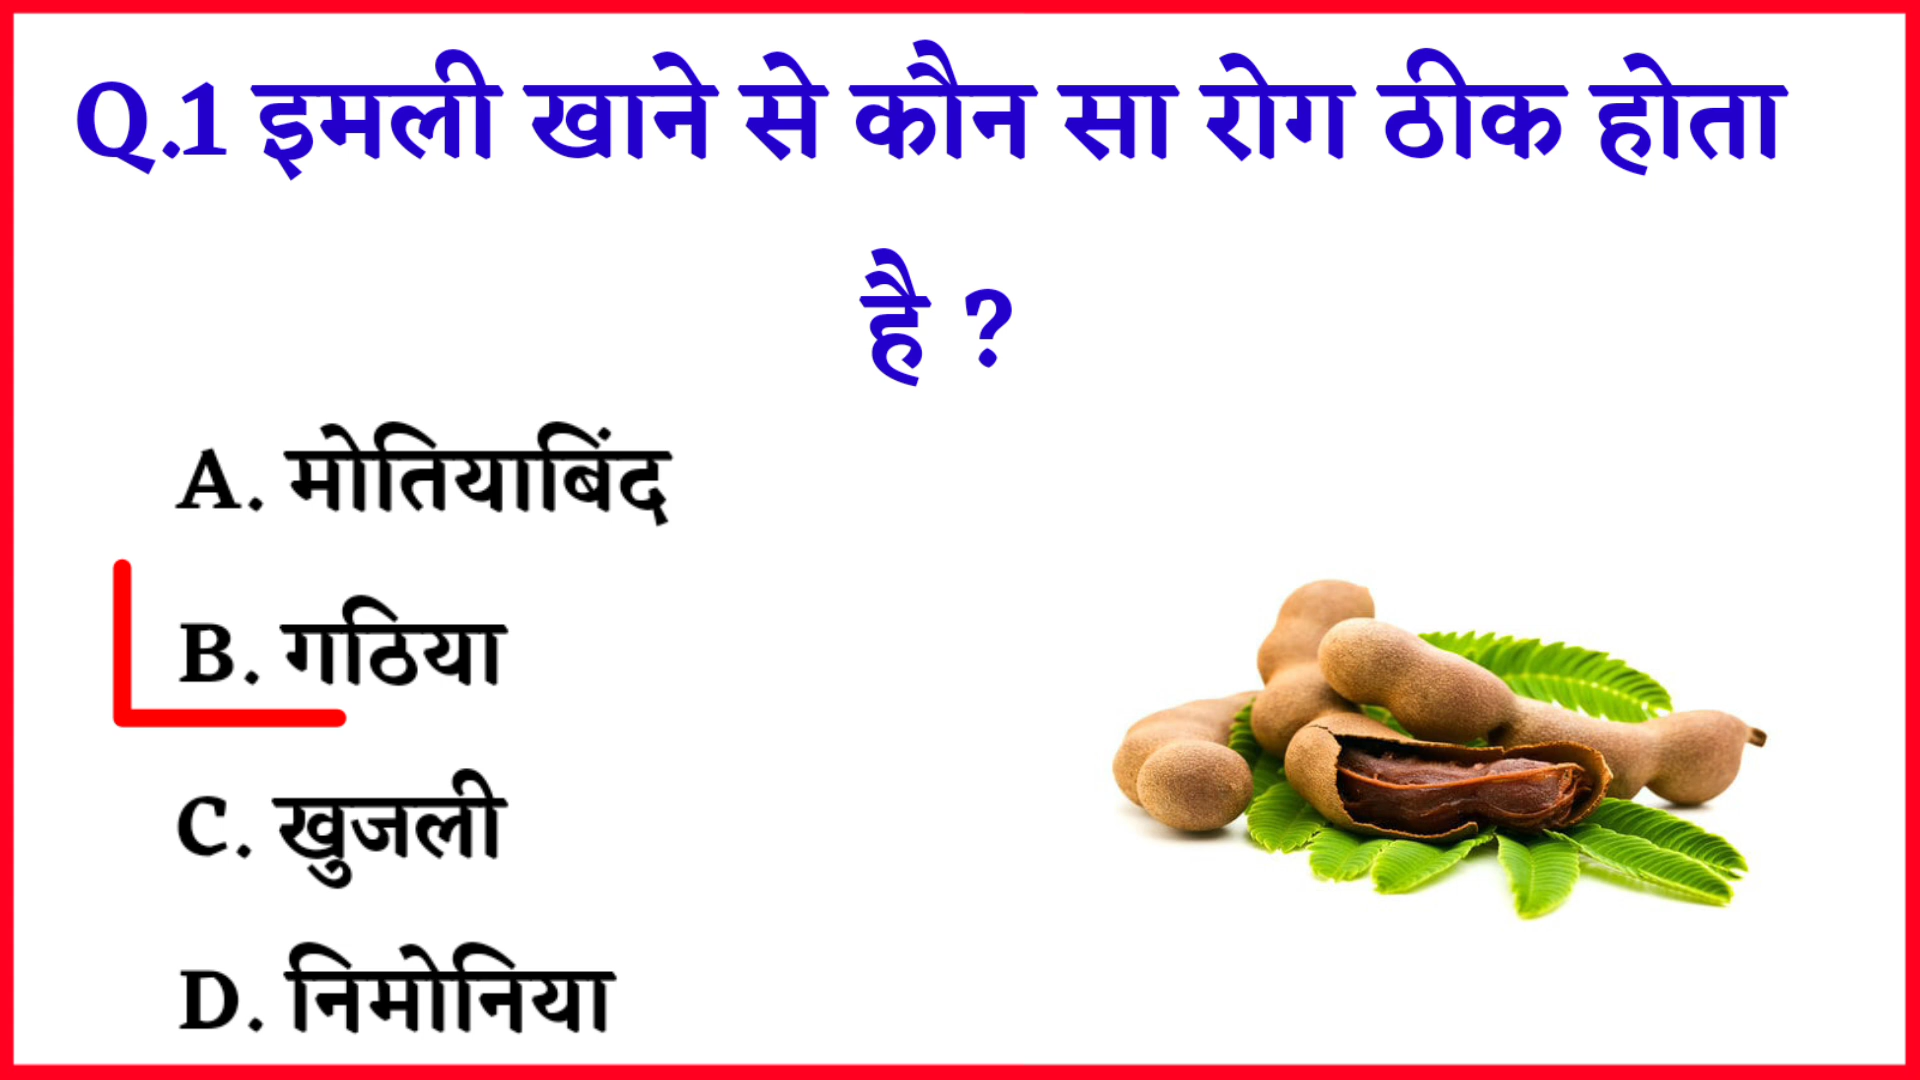 Q.1 इमली खाने से कौन सा रोग ठीक होता
है ?
A. मोतियाबिंद
B. गठिया
C. खुजली
D. निमोनिया